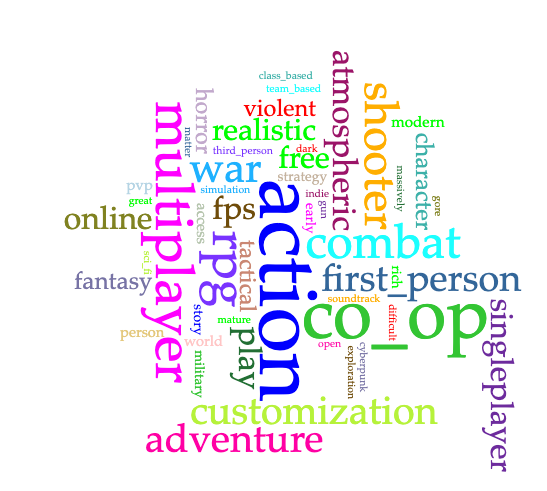 class_based
team_based
violent
realistic
third_person
dark
free
war
strategy
simulation
indie
gun
early
horror
matter
multiplayer
atmospheric
shooter
modern
character
massively
gore
pvp
great
online
fps
access
rpg
tactical
action
combat
first_person
rich
soundtrack
co_op
difficult
singleplayer
sci_fi
fantasy
person
story
world
mature
play
military
open
cyberpunk
exploration
customization
adventure